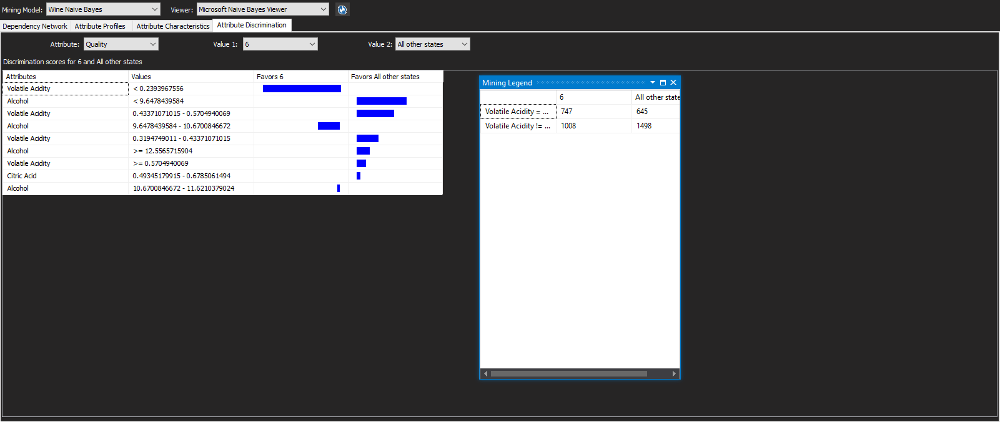 Mining Model: Wine Naive Bayes Viewer: Microsoft Naive Bayes Viewer
Dependency Network Attribute Profiles Attribute Characteristics Attribute Discrimination
Attribute: Quality Value 1: 6 Value 2: All other states
Discrimination scores for 6 and All other states
Attributes Values Favors 6 Favors All other states
Volatile Acidity < 0.2393967556
Alcohol < 9.6478439584
Volatile Acidity 0.43371071015 - 0.5704940069
Alcohol 9.6478439584 - 10.6700846672
Volatile Acidity 0.3194749011 - 0.43371071015
Alcohol >= 12.5565715904
Volatile Acidity >= 0.5704940069
Citric Acid 0.49345179915 - 0.6785061494
Alcohol 10.6700846672 - 11.6210379024
Mining Legend
6 All other state
Volatile Acidity = ... 747 645
Volatile Acidity != ... 1008 1498